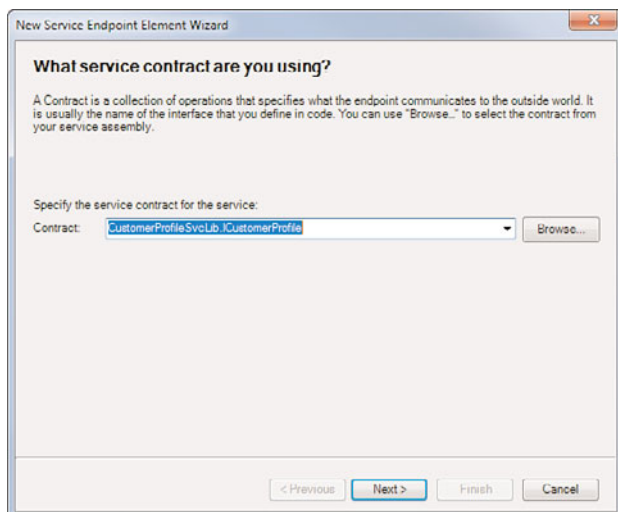 New Service Endpoint Element Wizard
What service contract are you using?
A Contract is a collection of operations that specifies what the endpoint communicates to the outside world. It
is usually the name of the interface that you define in code. You can use "Browse..." to select the contract from
your service assembly.
Specify the service contract for the service:
Contract: CustomerProfileSvcLib.ICustomerProfile Browse...
< Previous Next > Finish Cancel